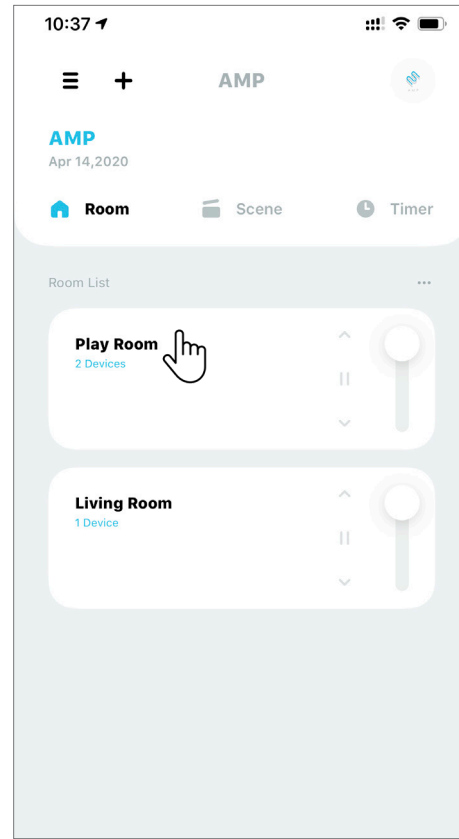 10:37
AMP
AMP
Apr 14,2020
Room
Scene
Timer
Room List
Play Room
2 Devices
Living Room
1 Device